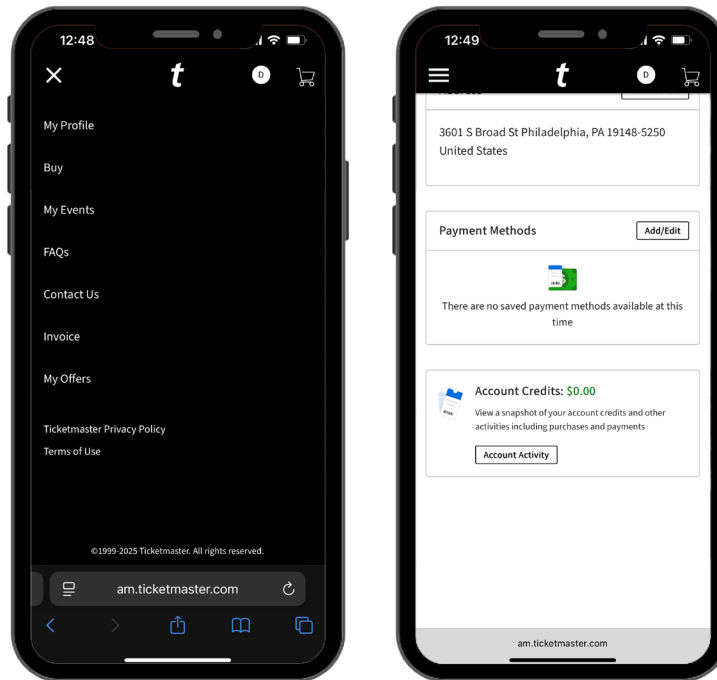 12:48
t
D
My Profile
Buy
My Events
FAQs
Contact Us
Invoice
My Offers
Ticketmaster Privacy Policy
Terms of Use
©1999-2025 Ticketmaster. All rights reserved.
am.ticketmaster.com
12:49
t
D
3601 S Broad St Philadelphia, PA 19148-5250
United States
Payment Methods
Add/Edit
There are no saved payment methods available at this
time
Account Credits: $0.00
View a snapshot of your account credits and other
activities including purchases and payments
Account Activity
am.ticketmaster.com